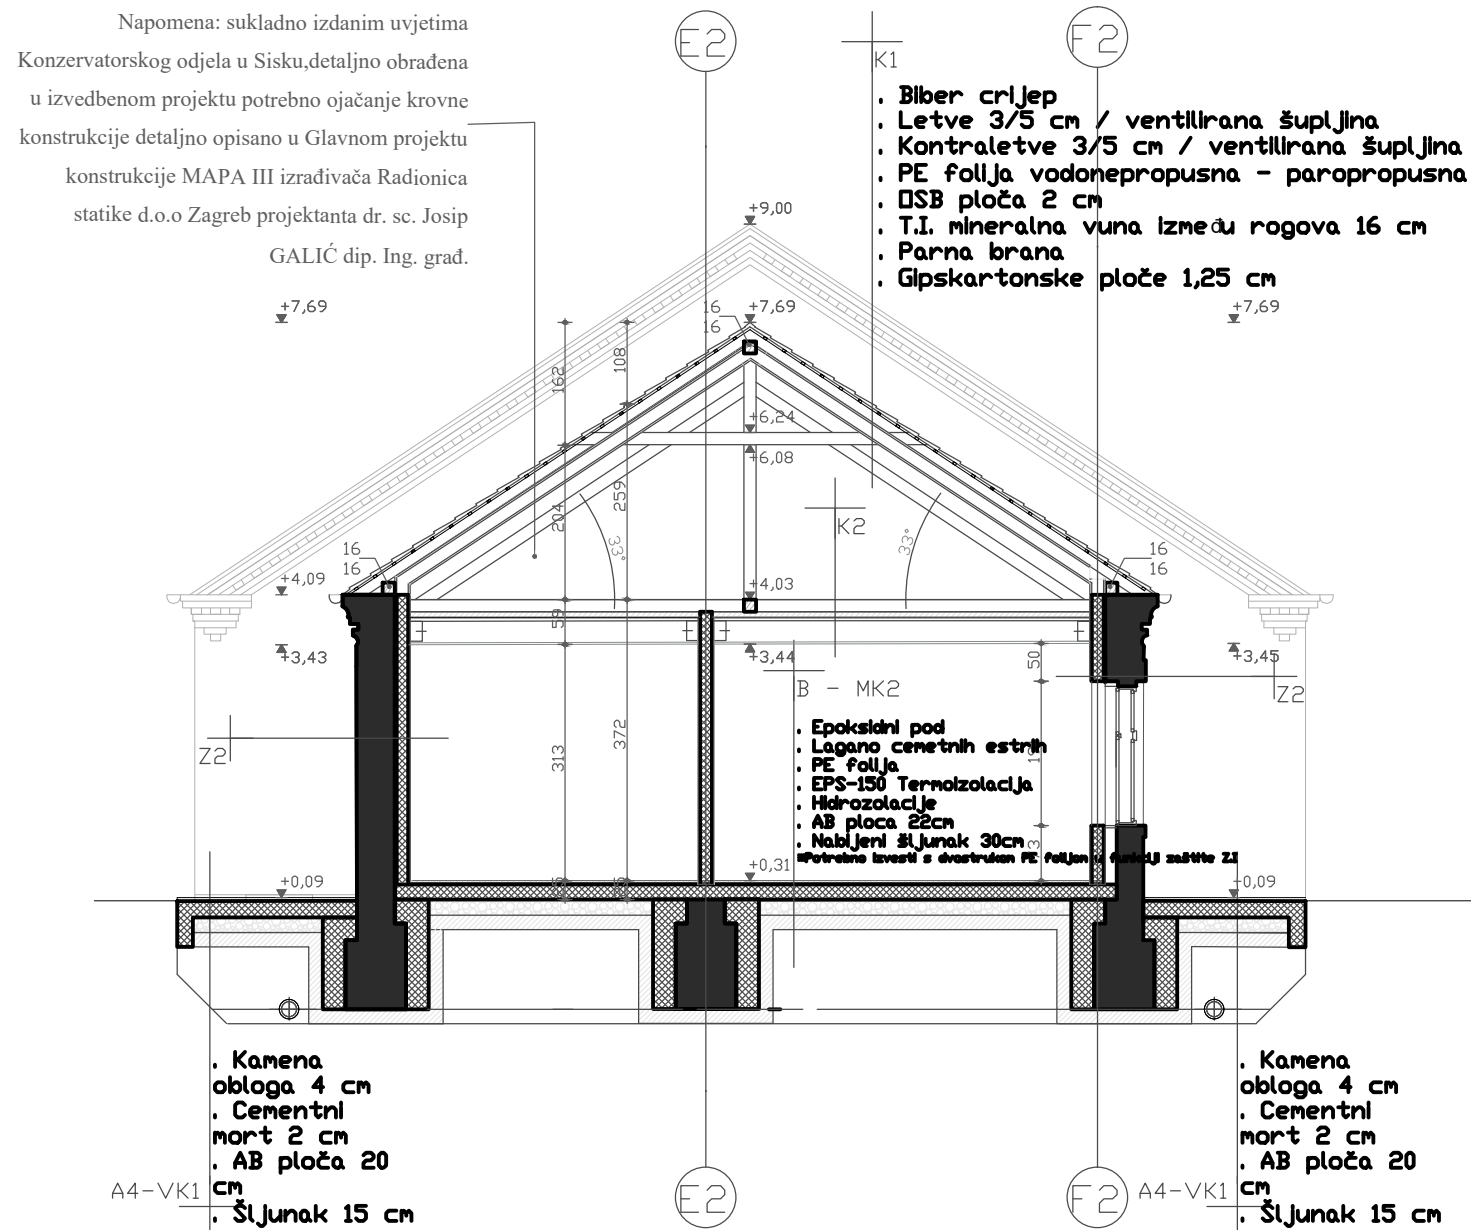 Napomena: sukladno izdanim uvjetima
Konzervatorskog odjela u Sisku,detaljno obrađena
u izvedbenom projektu potrebno ojačanje krovne
konstrukcije detaljno opisano u Glavnom projektu
konstrukcije MAPA III izrađivača Radionica
statike d.o.o Zagreb projektanta dr. sc. Josip
GALIĆ dip. Ing. građ.
E2
F2
K1
. Biber crijep
. Letve 3/5 cm / ventilirana šupljina
. Kontraletve 3/5 cm / ventilirana šupljina
. PE folija vodonepropusna - paropropusna
. OSB ploča 2 cm
. T.I. mineralna vuna između rogova 16 cm
. Parna brana
. Gipskartonske ploče 1,25 cm
+9,00
+7,69
16
16
+7,69
+7,69
162
108
+6,24
+6,08
204
259
33°
33°
K2
16
16
16
16
+4,09
+4,03
59
+3,43
+3,44
50
+3,45
B - MK2
Z2
Z2
313
372
. Epoksidni pod
. Lagano cemetnih estrih
. PE folija
. EPS-150 Termoizolacija
. Hidrozolacije
. AB ploca 22cm
. Nabijeni šljunak 30cm
*Potrebno izvesti s dvostrukom PE folijom u funkciji zaštite Z.I
+0,09
+0,31
+0,09
. Kamena
obloga 4 cm
. Cementni
mort 2 cm
. AB ploča 20
cm
. Šljunak 15 cm
A4-VK1
E2
F2
A4-VK1
. Kamena
obloga 4 cm
. Cementni
mort 2 cm
. AB ploča 20
cm
. Šljunak 15 cm